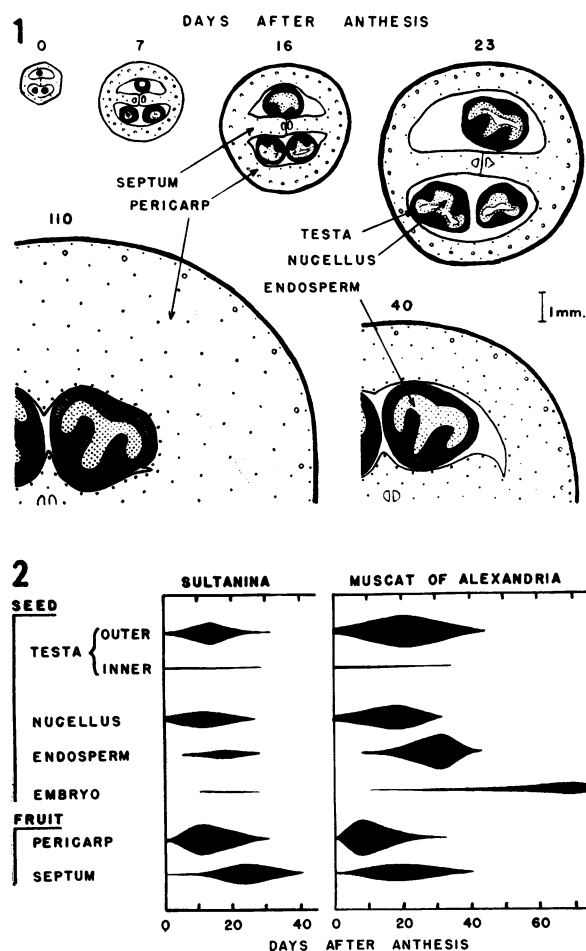 1
DAYS AFTER ANTHESIS
0 7 16 23
SEPTUM
PERICARP
110
TESTA
NUCELLUS
ENDOSPERM
1mm.
40
2
SULTANINA MUSCAT OF ALEXANDRIA
SEED
TESTA { OUTER
INNER
NUCELLUS
ENDOSPERM
EMBRYO
FRUIT
PERICARP
SEPTUM
0 20 40 0 20 40 60
DAYS AFTER ANTHESIS